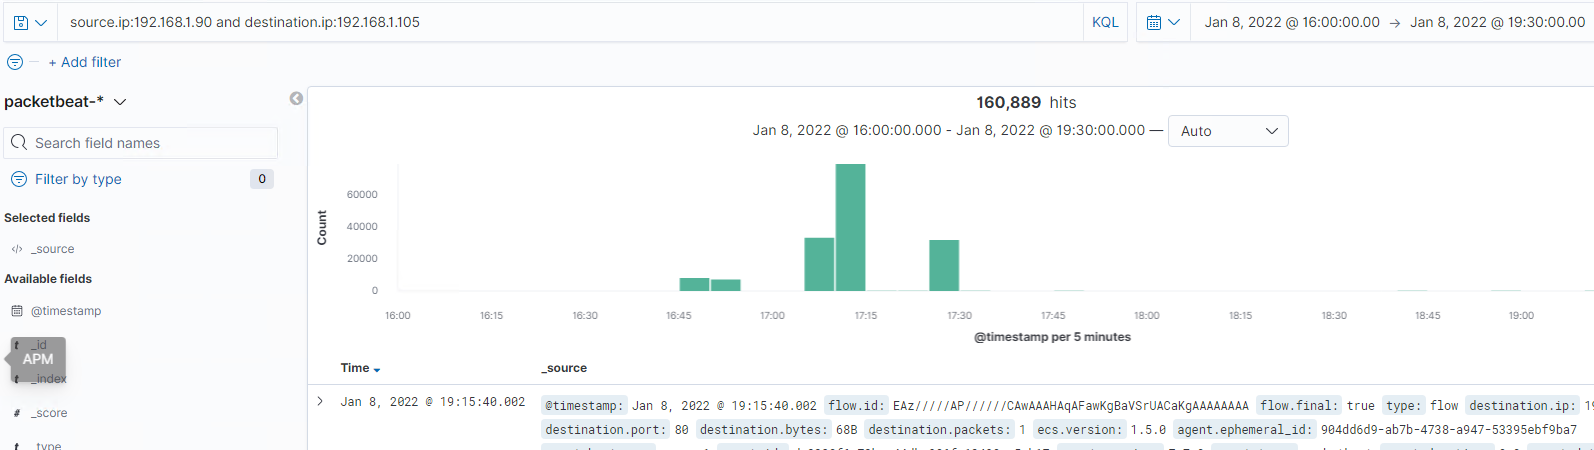 source.ip:192.168.1.90 and destination.ip:192.168.1.105 KQL Jan 8, 2022 @ 16:00:00.00 → Jan 8, 2022 @ 19:30:00.00
+ Add filter
packetbeat-*
160,889 hits
Jan 8, 2022 @ 16:00:00.000 - Jan 8, 2022 @ 19:30:00.000 — Auto
Search field names
Filter by type 0
Selected fields
_source
Available fields
@timestamp
_id
APM
_index
# _score
_type
Count
60000
40000
20000
0
16:00 16:15 16:30 16:45 17:00 17:15 17:30 17:45 18:00 18:15 18:30 18:45 19:00
@timestamp per 5 minutes
Time _source
Jan 8, 2022 @ 19:15:40.002 @timestamp: Jan 8, 2022 @ 19:15:40.002 flow.id: EAz/////AP//////CAwAAAHAqAFawKgBaVSrUACaKgAAAAAAAA flow.final: true type: flow destination.ip: 19
destination.port: 80 destination.bytes: 68B destination.packets: 1 ecs.version: 1.5.0 agent.ephemeral_id: 904dd6d9-ab7b-4738-a947-53395ebf9ba7